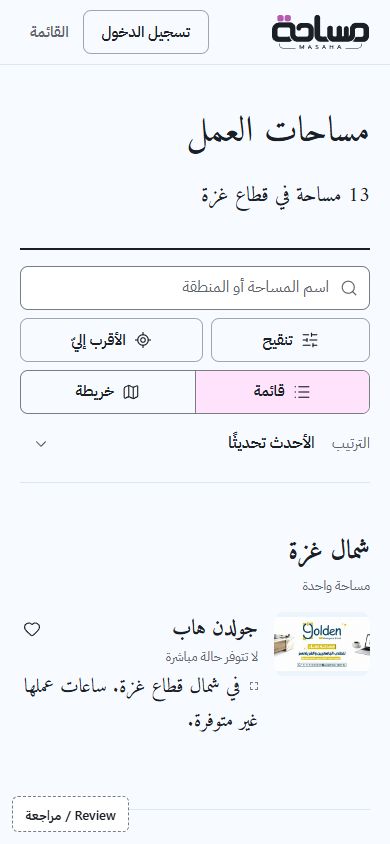 مساحة
MASAHA
تسجيل الدخول
القائمة
مساحات العمل
13 مساحة في قطاع غزة
اسم المساحة أو المنطقة
تنقيح
الأقرب إليّ
قائمة
خريطة
الترتيب الأحدث تحديثًا
شمال غزة
مساحة واحدة
golden
جولدن هاب
لا تتوفر حالة مباشرة
في شمال قطاع غزة. ساعات عملها
غير متوفرة.
Review / مراجعة